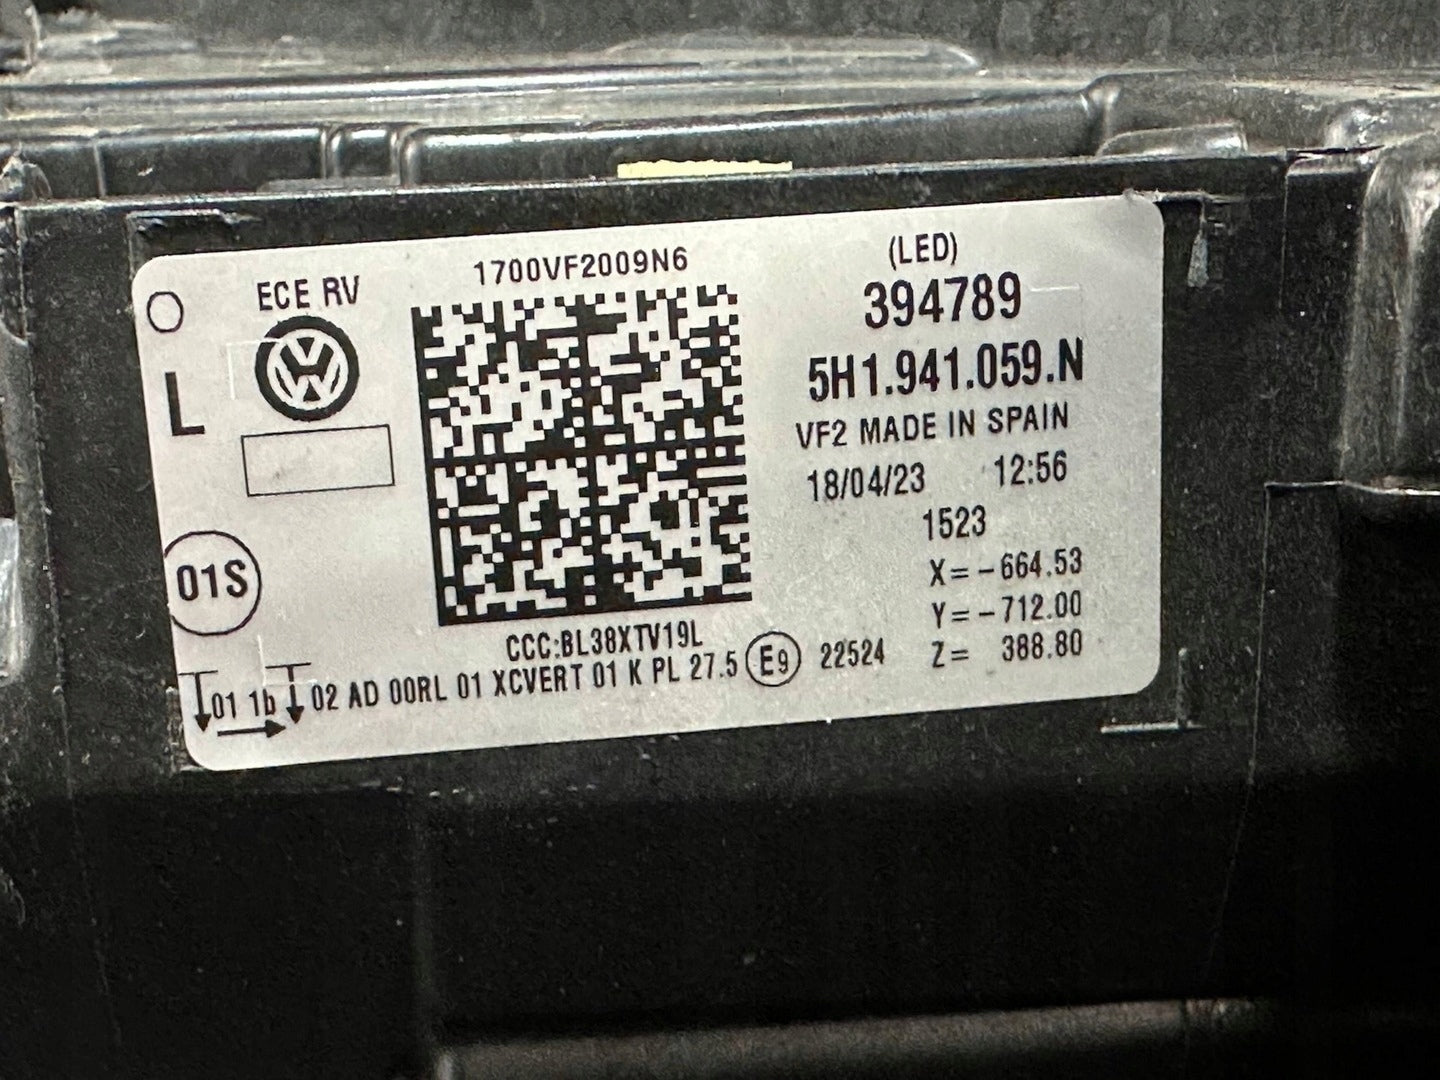 ECE RV
L
01S
1700VF2009N6
CCC:BL38XTV19L
01 1b 02 AD 00RL 01 XCVERT 01 K PL 27.5 E9 22524
(LED)
394789
5H1.941.059.N
VF2 MADE IN SPAIN
18/04/23 12:56
1523
X= -664.53
Y= -712.00
Z= 388.80